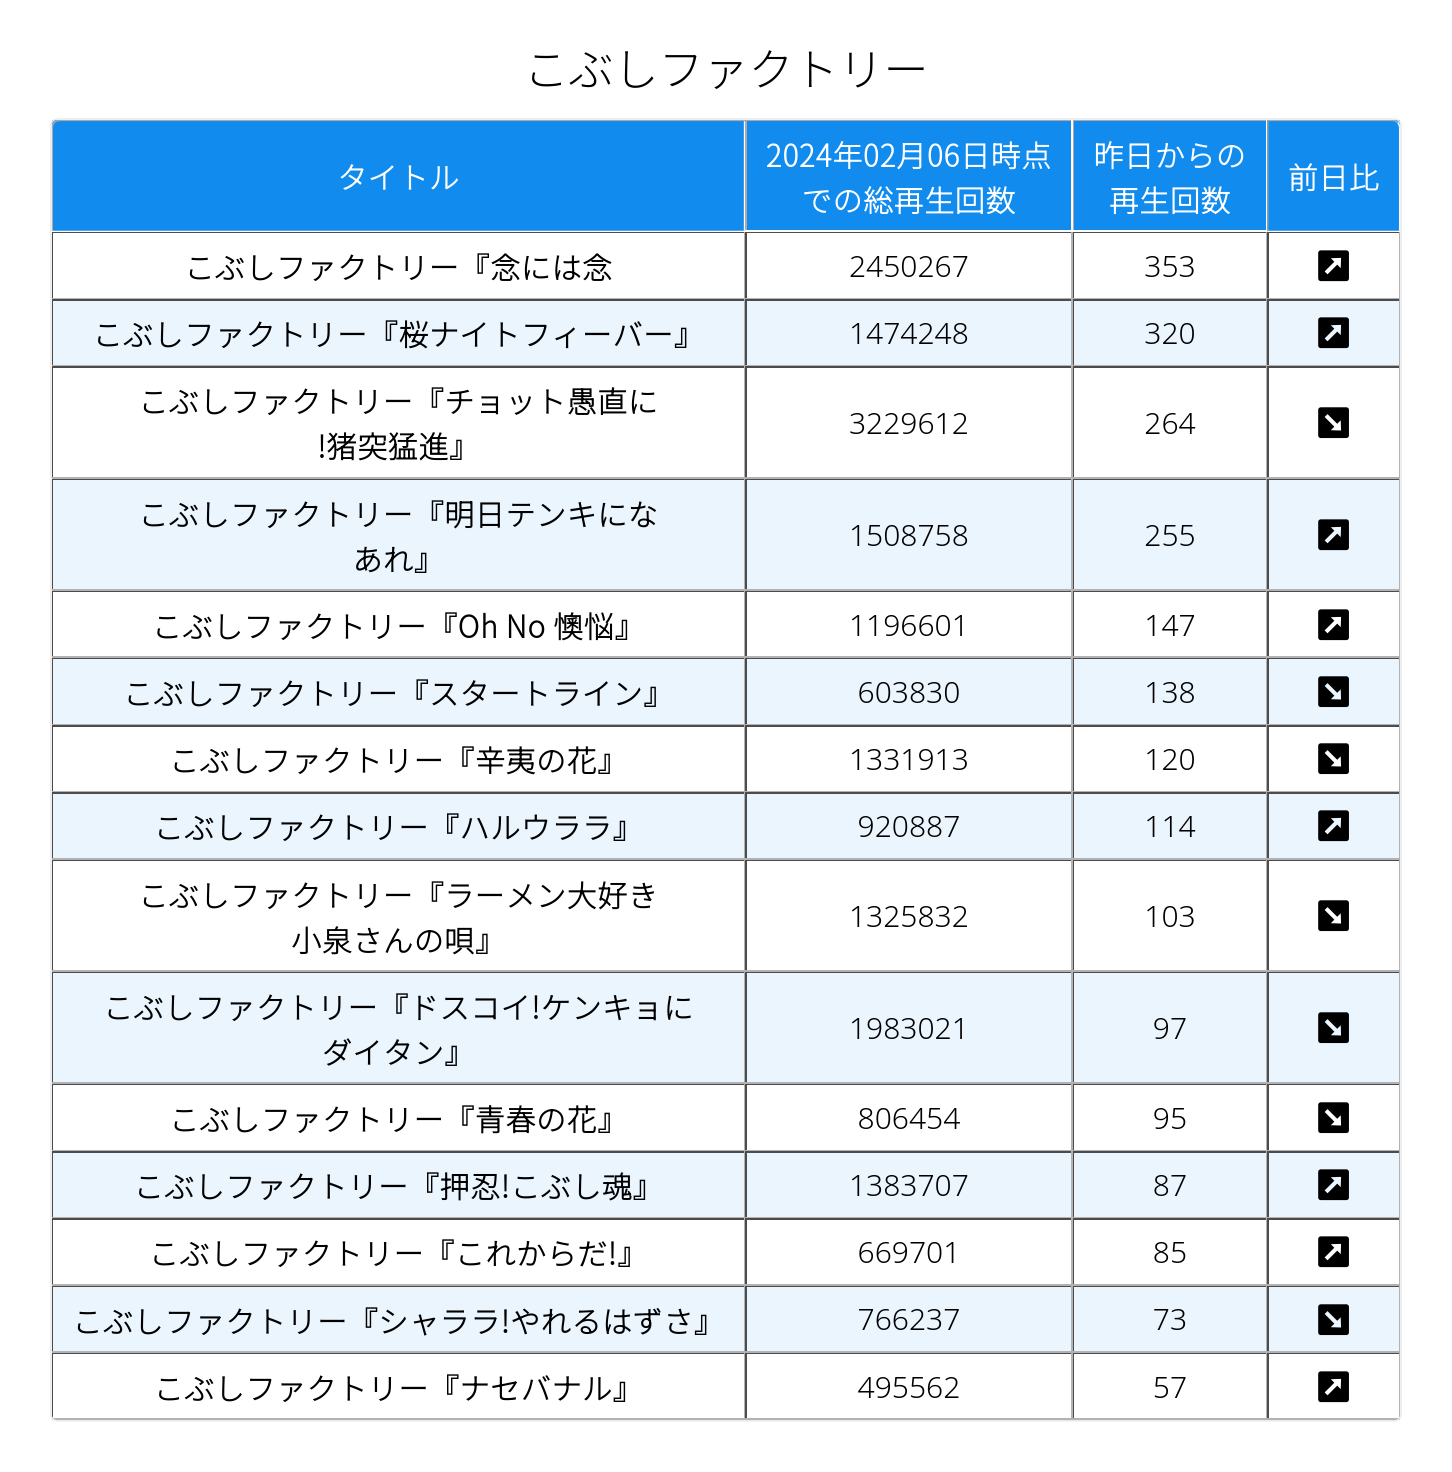 こぶしファクトリー
タイトル
2024年02月06日時点
での総再生回数
昨日からの
再生回数
前日比
こぶしファクトリー『念には念 2450267 353
こぶしファクトリー『桜ナイトフィーバー』 1474248 320
こぶしファクトリー『チョット愚直に
!猪突猛進』 3229612 264
こぶしファクトリー『明日テンキにな
あれ』 1508758 255
こぶしファクトリー『Oh No 懊悩』 1196601 147
こぶしファクトリー『スタートライン』 603830 138
こぶしファクトリー『辛夷の花』 1331913 120
こぶしファクトリー『ハルウララ』 920887 114
こぶしファクトリー『ラーメン大好き
小泉さんの唄』 1325832 103
こぶしファクトリー『ドスコイ!ケンキョに
ダイタン』 1983021 97
こぶしファクトリー『青春の花』 806454 95
こぶしファクトリー『押忍!こぶし魂』 1383707 87
こぶしファクトリー『これからだ!』 669701 85
こぶしファクトリー『シャララ!やれるはずさ』 766237 73
こぶしファクトリー『ナセバナル』 495562 57